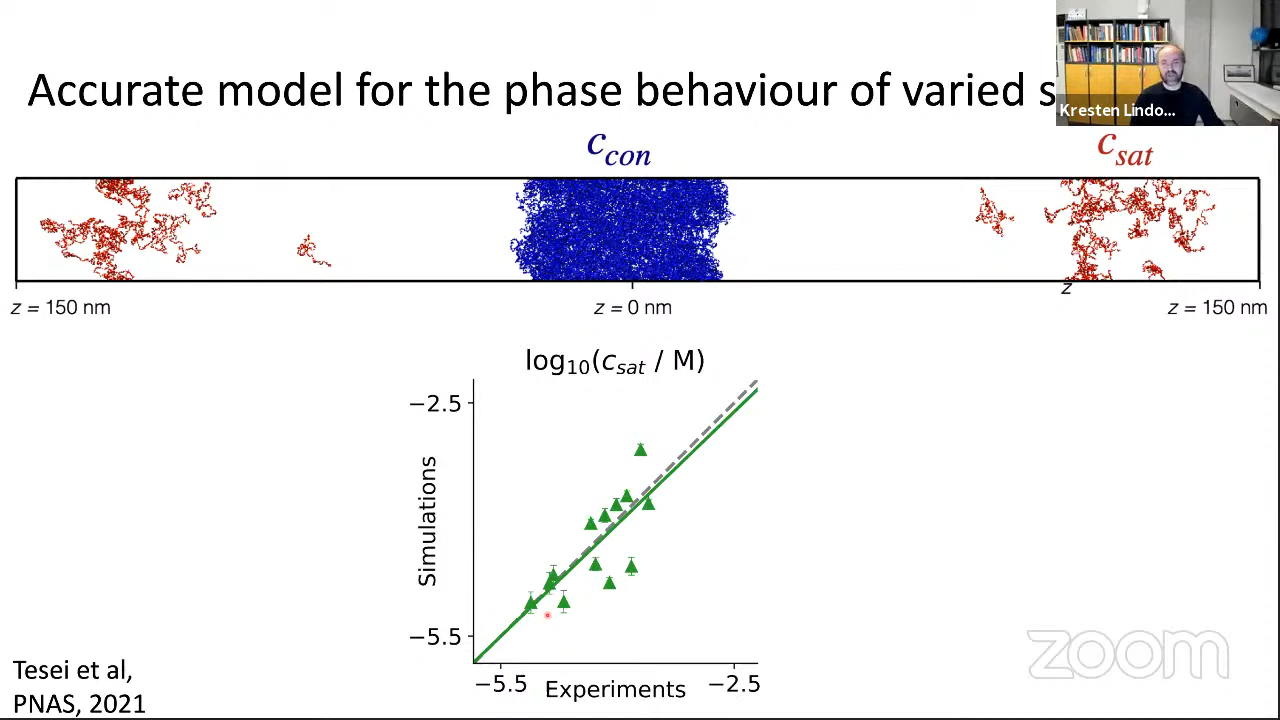 Accurate model for the phase behaviour of varied s
Kresten Lindo...
c_con
c_sat
z
z = 150 nm
z = 0 nm
z = 150 nm
log₁₀(c_sat / M)
−2.5
Simulations
−5.5
−5.5
Experiments
−2.5
Tesei et al,
PNAS, 2021
zoom